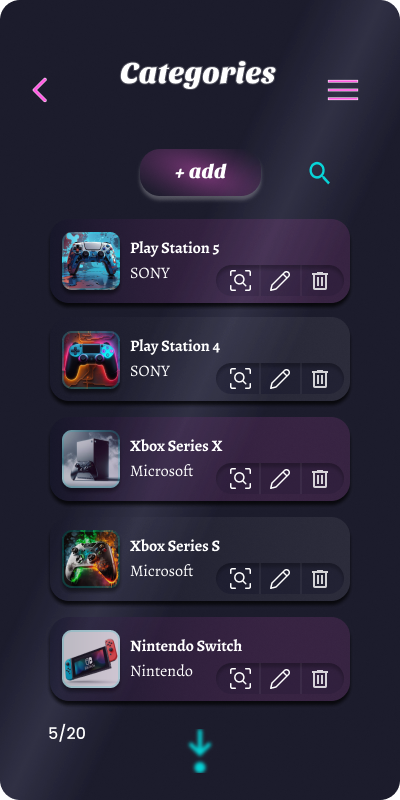 Categories
+ add
Play Station 5
SONY
Play Station 4
SONY
Xbox Series X
Microsoft
Xbox Series S
Microsoft
Nintendo Switch
Nintendo
5/20